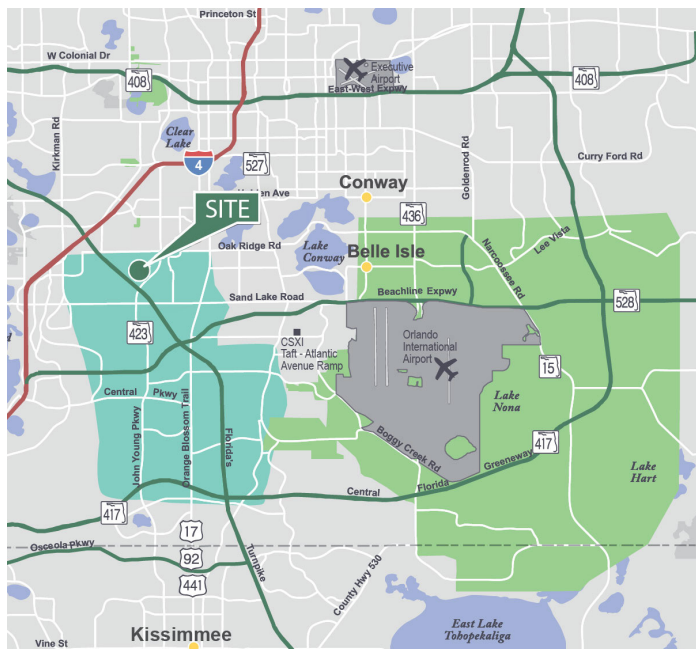 Princeton St
W Colonial Dr
408
Executive
Airport
East-West Expwy
408
Kirkman Rd
Clear
Lake
4
527
Goldenrod Rd
Curry Ford Rd
Conway
SITE
436
Oak Ridge Rd
Lake
Conway
Belle Isle
Narcoossee Rd
Lee Vista
Sand Lake Road
Beachline Expwy
528
423
CSXI
Taft - Atlantic
Avenue Ramp
Orlando
International
Airport
15
Central Pkwy
Lake
Nona
John Young Pkwy
Orange Blossom Trail
Florida's
Boggy Creek Rd
417
Lake
Hart
Central Florida Greeneway
417
17
Osceola Pkwy
92
Turnpike
441
County Hwy 530
East Lake
Tohopekaliga
Kissimmee
Vine St